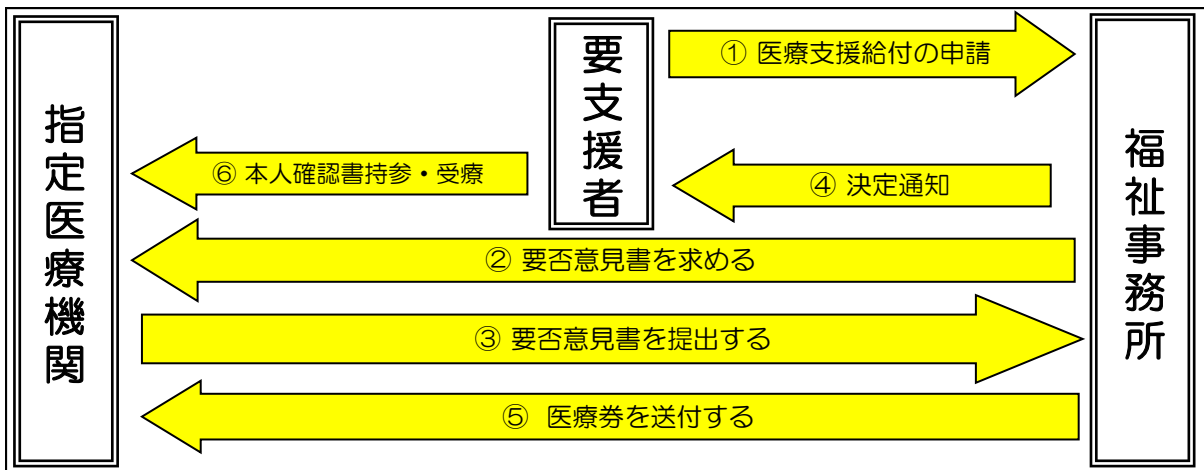 指定医療機関
要支援者
福祉事務所
① 医療支援給付の申請
⑥ 本人確認書持参・受療
④ 決定通知
② 要否意見書を求める
③ 要否意見書を提出する
⑤ 医療券を送付する